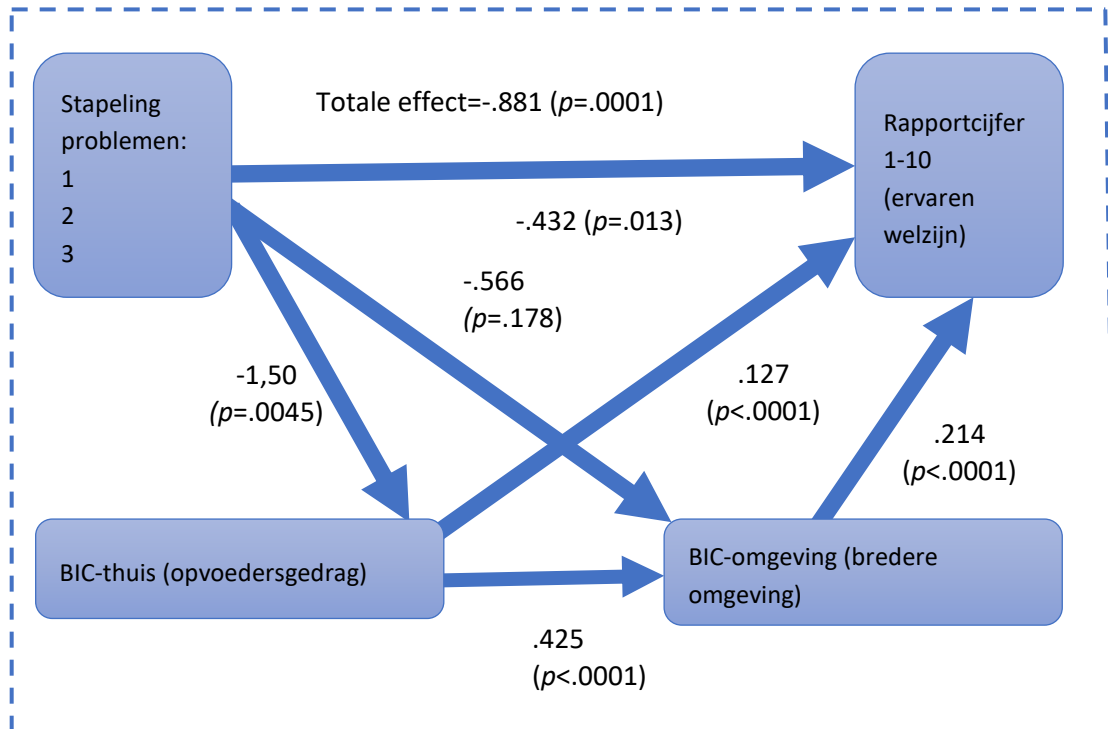 Stapeling
problemen:
1
2
3
Totale effect=-.881 (p=.0001)
Rapportcijfer
1-10
(ervaren
welzijn)
-.432 (p=.013)
-.566
(p=.178)
-1,50
(p=.0045)
.127
(p<.0001)
.214
(p<.0001)
BIC-thuis (opvoedersgedrag)
BIC-omgeving (bredere
omgeving)
.425
(p<.0001)